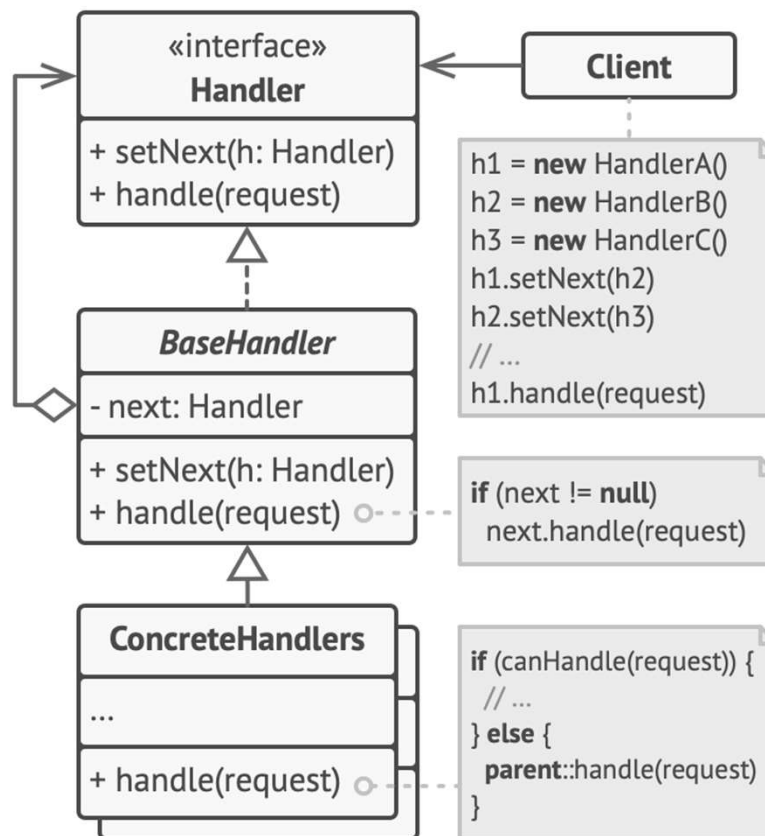 «interface»
Handler
+ setNext(h: Handler)
+ handle(request)
Client
h1 = new HandlerA()
h2 = new HandlerB()
h3 = new HandlerC()
h1.setNext(h2)
h2.setNext(h3)
// ...
h1.handle(request)
BaseHandler
- next: Handler
+ setNext(h: Handler)
+ handle(request)
if (next != null)
next.handle(request)
ConcreteHandlers
...
+ handle(request)
if (canHandle(request)) {
// ...
} else {
parent::handle(request)
}